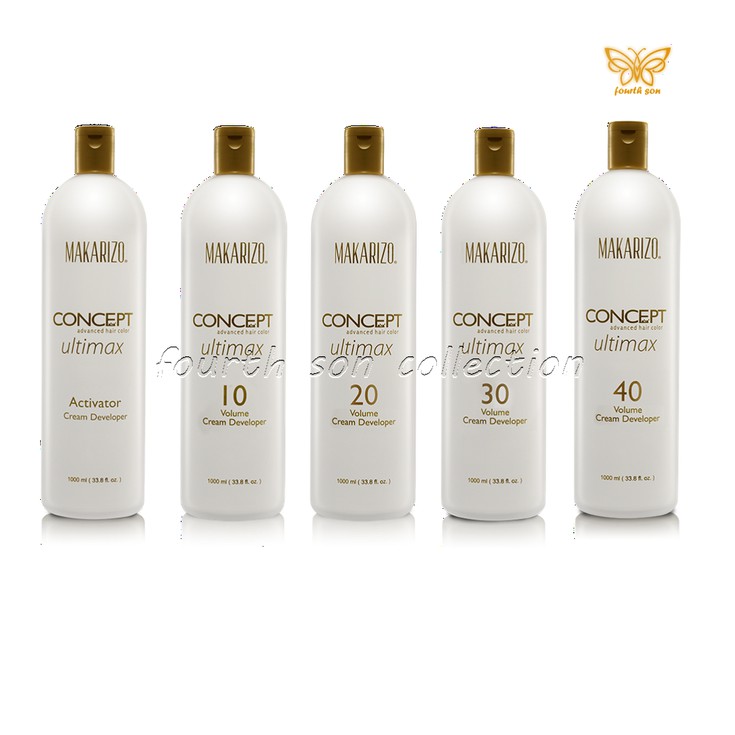 fourth son
MAKARIZO
CONCEPT
advanced hair color
ultimax
Activator
Cream Developer
1000 ml ( 33.8 fl. oz. )
MAKARIZO
CONCEPT
advanced hair color
ultimax
10
Volume
Cream Developer
1000 ml ( 33.8 fl. oz. )
MAKARIZO
CONCEPT
advanced hair color
ultimax
20
Volume
Cream Developer
1000 ml ( 33.8 fl. oz. )
MAKARIZO
CONCEPT
advanced hair color
ultimax
30
Volume
Cream Developer
1000 ml ( 33.8 fl. oz. )
MAKARIZO
CONCEPT
advanced hair color
ultimax
40
Volume
Cream Developer
1000 ml ( 33.8 fl. oz. )
fourth son collection